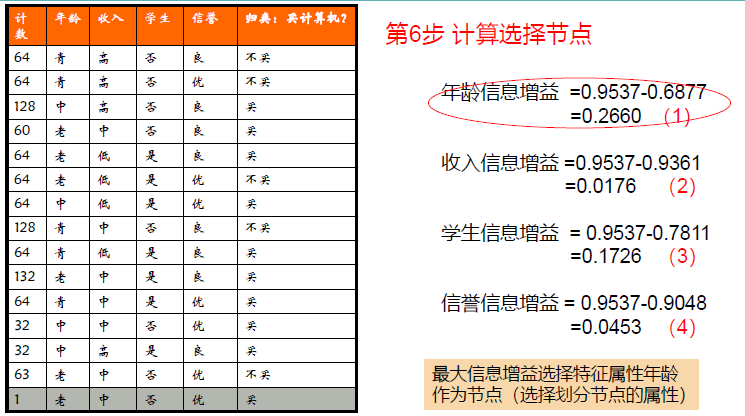 计数 年龄 收入 学生 信誉 归类：买计算机？
64 青 高 否 良 不买
64 青 高 否 优 不买
128 中 高 否 良 买
60 老 中 否 良 买
64 老 低 是 良 买
64 老 低 是 优 不买
64 中 低 是 优 买
128 青 中 否 良 不买
64 青 低 是 良 买
132 老 中 是 良 买
64 青 中 是 优 买
32 中 中 否 优 买
32 中 高 是 良 买
63 老 中 否 优 不买
1 老 中 否 优 买
第6步 计算选择节点
年龄信息增益 =0.9537-0.6877
=0.2660 （1）
收入信息增益 =0.9537-0.9361
=0.0176 （2）
学生信息增益 = 0.9537-0.7811
=0.1726 （3）
信誉信息增益 = 0.9537-0.9048
=0.0453 （4）
最大信息增益选择特征属性年龄
作为节点（选择划分节点的属性）